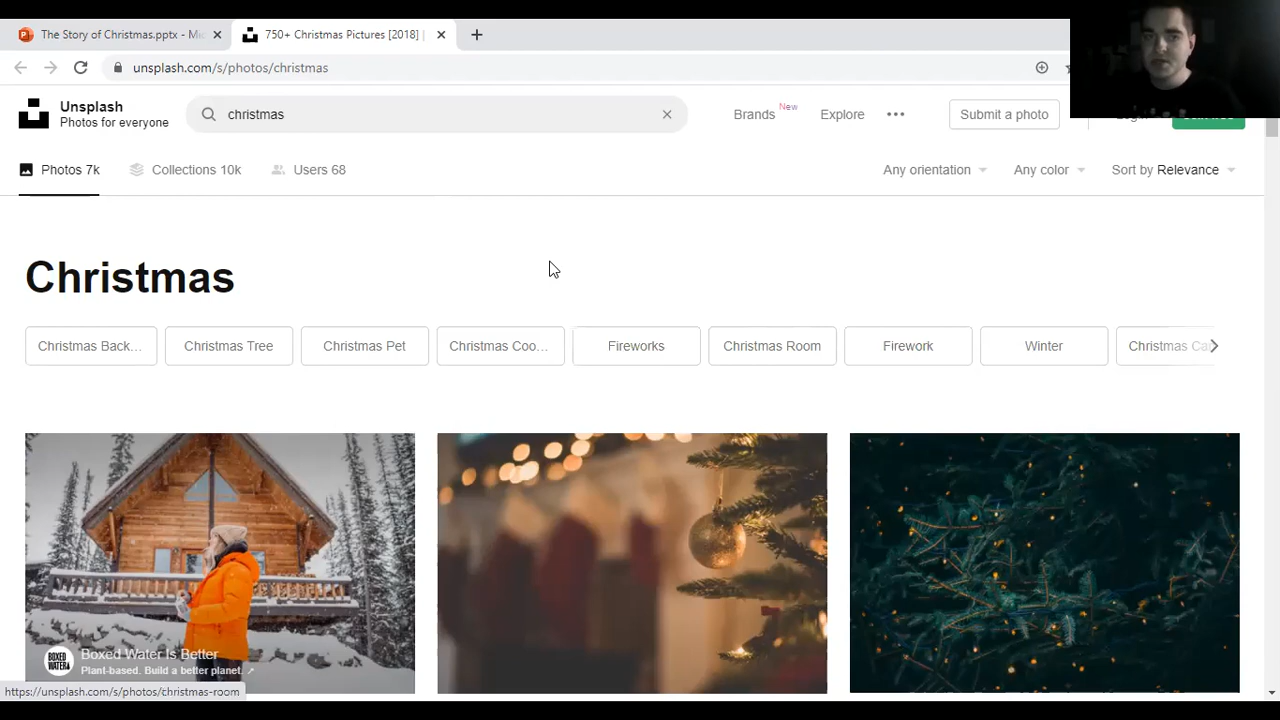 The Story of Christmas.pptx - Mic
750+ Christmas Pictures [2018] |
unsplash.com/s/photos/christmas
Unsplash
Photos for everyone
christmas
Brands
New
Explore
Submit a photo
Photos 7k
Collections 10k
Users 68
Any orientation
Any color
Sort by Relevance
Christmas
Christmas Back...
Christmas Tree
Christmas Pet
Christmas Coo...
Fireworks
Christmas Room
Firework
Winter
Christmas Ca
BOXED WATER
Boxed Water Is Better
Plant-based. Build a better planet.
https://unsplash.com/s/photos/christmas-room